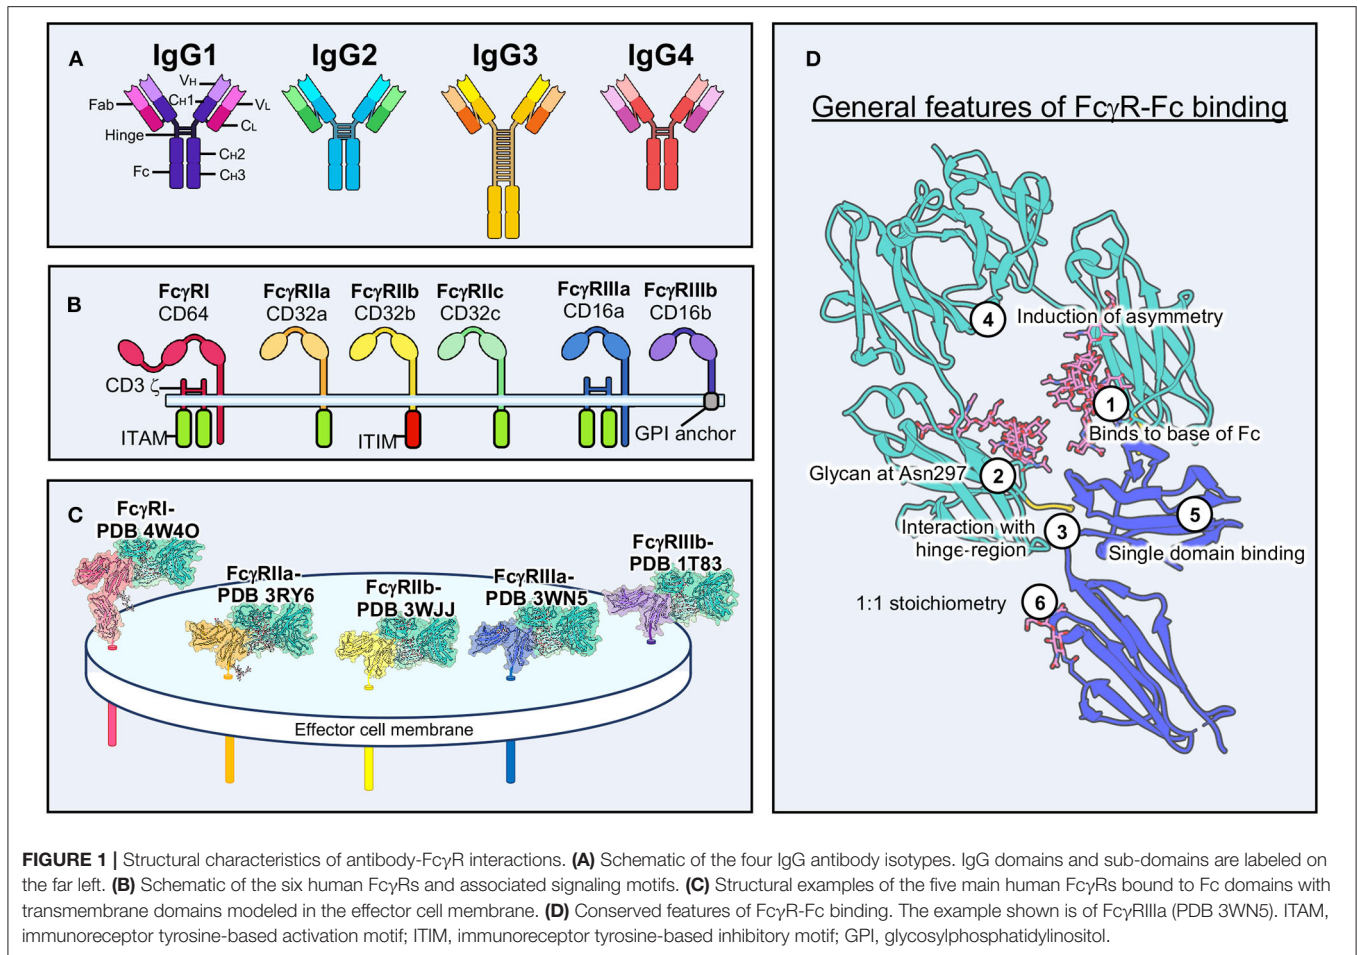 A
IgG1
IgG2
IgG3
IgG4
VH
Fab
CH1
VL
CL
Hinge
CH2
Fc
CH3
B
FcγRI
CD64
FcγRIIa
CD32a
FcγRIIb
CD32b
FcγRIIc
CD32c
FcγRIIIa
CD16a
FcγRIIIb
CD16b
CD3 ζ
ITAM
ITIM
GPI anchor
C
FcγRI-
PDB 4W4O
FcγRIIa-
PDB 3RY6
FcγRIIb-
PDB 3WJJ
FcγRIIIa-
PDB 3WN5
FcγRIIIb-
PDB 1T83
Effector cell membrane
D
General features of FcγR-Fc binding
4
Induction of asymmetry
1
Binds to base of Fc
Glycan at Asn297
2
Interaction with
hinge-region
3
5
Single domain binding
1:1 stoichiometry
6
FIGURE 1 | Structural characteristics of antibody-FcγR interactions. (A) Schematic of the four IgG antibody isotypes. IgG domains and sub-domains are labeled on
the far left. (B) Schematic of the six human FcγRs and associated signaling motifs. (C) Structural examples of the five main human FcγRs bound to Fc domains with
transmembrane domains modeled in the effector cell membrane. (D) Conserved features of FcγR-Fc binding. The example shown is of FcγRIIIa (PDB 3WN5). ITAM,
immunoreceptor tyrosine-based activation motif; ITIM, immunoreceptor tyrosine-based inhibitory motif; GPI, glycosylphosphatidylinositol.